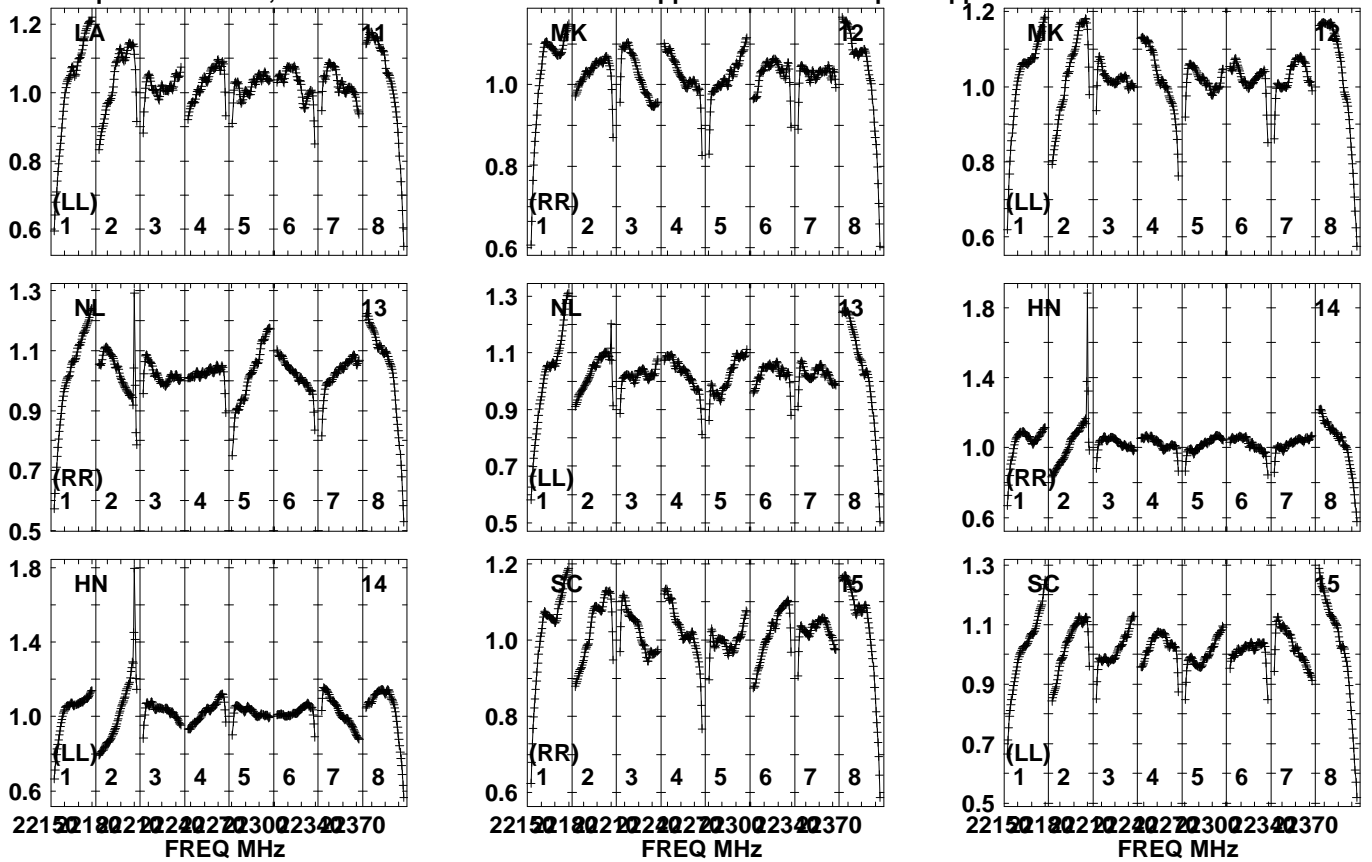 1.2 LA 11
1.0
0.8
(LL)
0.6 1 2 3 4 5 6 7 8
MK 12
1.0
0.8
(RR)
0.6 1 2 3 4 5 6 7 8
1.2 MK 12
1.0
0.8
(LL)
0.6 1 2 3 4 5 6 7 8
1.3 NL 13
1.1
0.9
0.7
(RR)
0.5 1 2 3 4 5 6 7 8
1.3 NL 13
1.1
0.9
0.7
(LL)
0.5 1 2 3 4 5 6 7 8
1.8 HN 14
1.4
1.0
(RR)
0.6 1 2 3 4 5 6 7 8
1.8 HN 14
1.4
1.0
(LL)
0.6 1 2 3 4 5 6 7 8
1.2 SC 15
1.0
0.8
(RR)
0.6 1 2 3 4 5 6 7 8
1.3 SC 15
1.1
0.9
0.7
(LL)
0.5 1 2 3 4 5 6 7 8
FREQ MHz
FREQ MHz
FREQ MHz